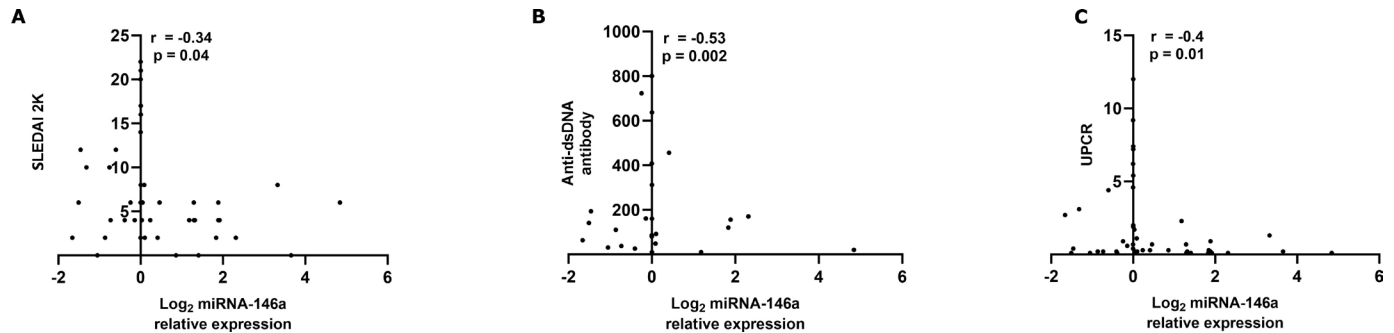 A
r = -0.34
p = 0.04
25
20
15
10
5
SLEDAI 2K
-2 0 2 4 6
Log₂ miRNA-146a
relative expression
B
r = -0.53
p = 0.002
1000
800
600
400
200
Anti-dsDNA
antibody
-2 0 2 4 6
Log₂ miRNA-146a
relative expression
C
r = -0.4
p = 0.01
15
10
5
UPCR
-2 0 2 4 6
Log₂ miRNA-146a
relative expression